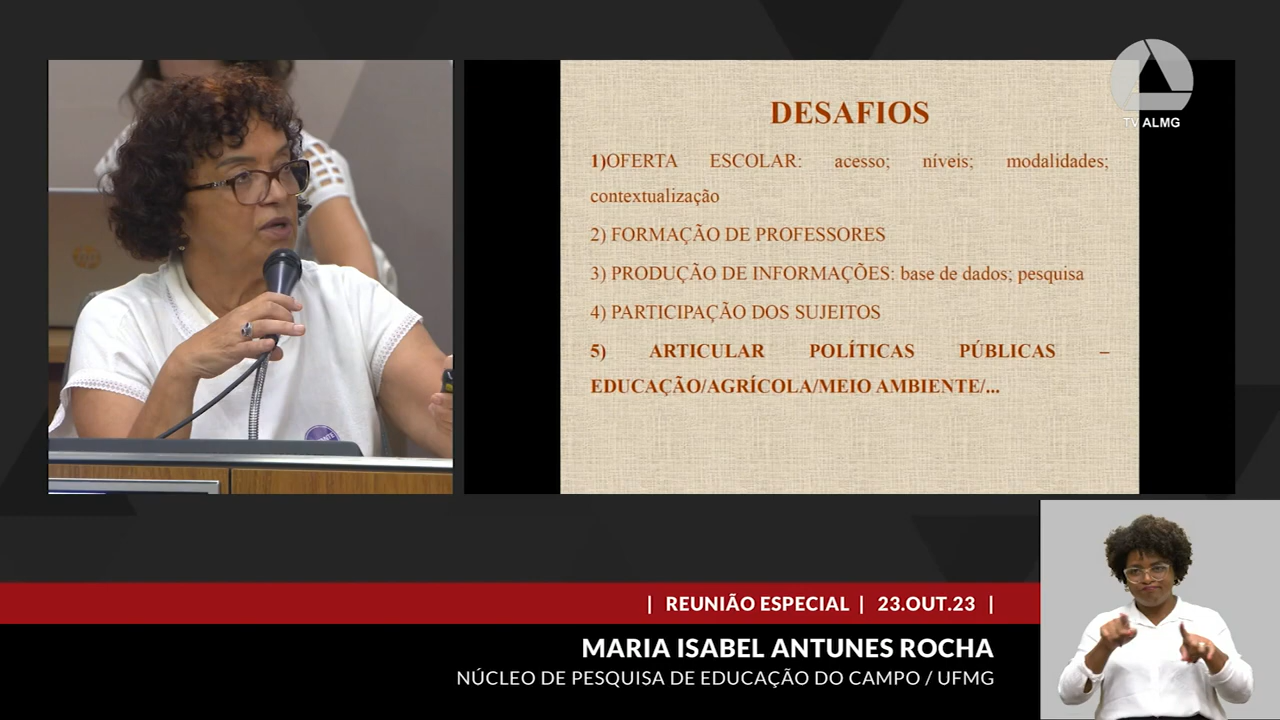 DESAFIOS
1)OFERTA ESCOLAR: acesso; níveis; modalidades;
contextualização
2) FORMAÇÃO DE PROFESSORES
3) PRODUÇÃO DE INFORMAÇÕES: base de dados; pesquisa
4) PARTICIPAÇÃO DOS SUJEITOS
5) ARTICULAR POLÍTICAS PÚBLICAS –
EDUCAÇÃO/AGRÍCOLA/MEIO AMBIENTE/...
TV ALMG
| REUNIÃO ESPECIAL | 23.OUT.23 |
MARIA ISABEL ANTUNES ROCHA
NÚCLEO DE PESQUISA DE EDUCAÇÃO DO CAMPO / UFMG